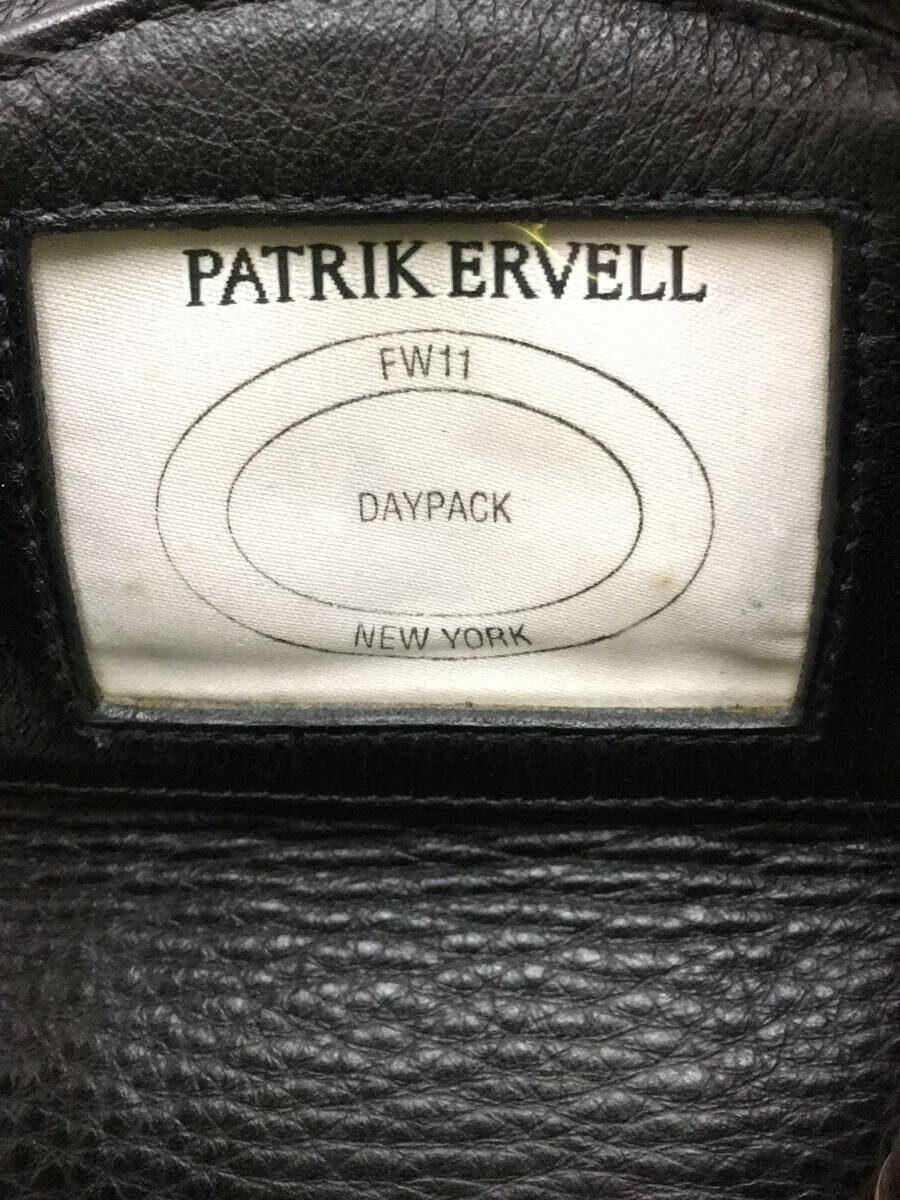 PATRIK ERVELL
FW11
DAYPACK
NEW YORK